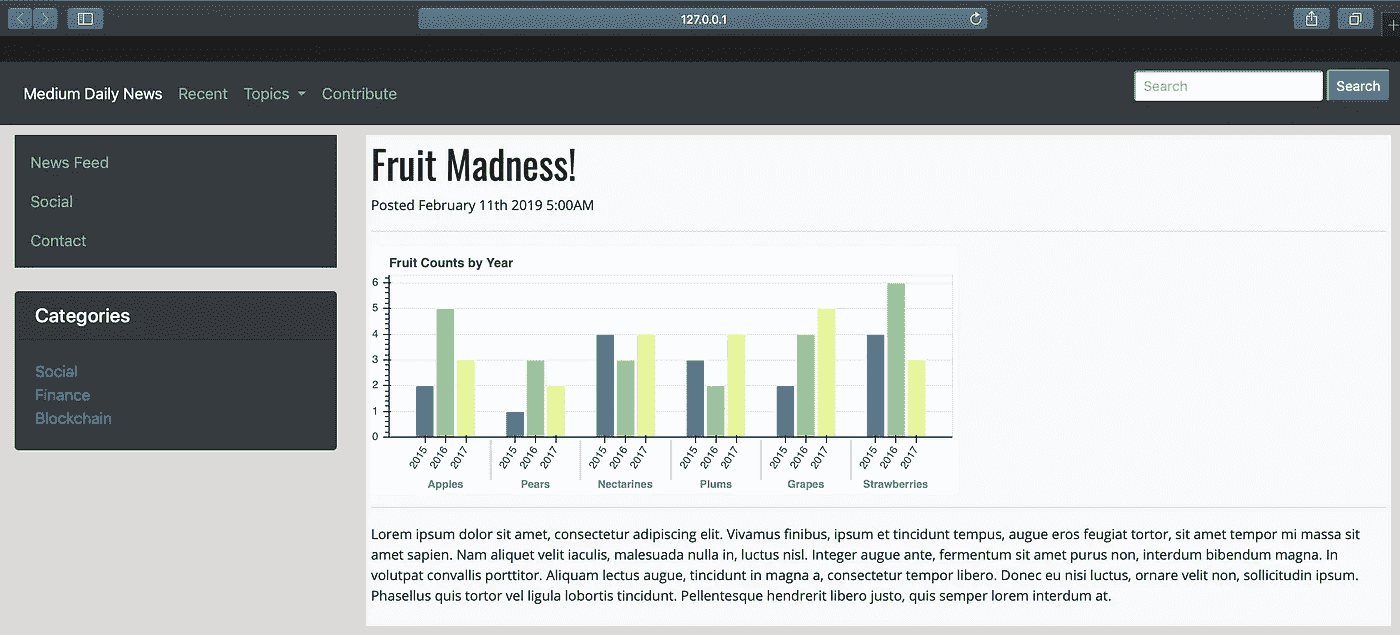 127.0.0.1
Medium Daily News Recent Topics Contribute Search Search
News Feed
Social
Contact
Categories
Social
Finance
Blockchain
Fruit Madness!
Posted February 11th 2019 5:00AM
Fruit Counts by Year
6
5
4
3
2
1
0
2015 2016 2017 2015 2016 2017 2015 2016 2017 2015 2016 2017 2015 2016 2017 2015 2016 2017
Apples Pears Nectarines Plums Grapes Strawberries
Lorem ipsum dolor sit amet, consectetur adipiscing elit. Vivamus finibus, ipsum et tincidunt tempus, augue eros feugiat tortor, sit amet tempor mi massa sit
amet sapien. Nam aliquet velit iaculis, malesuada nulla in, luctus nisl. Integer augue ante, fermentum sit amet purus non, interdum bibendum magna. In
volutpat convallis porttitor. Aliquam lectus augue, tincidunt in magna a, consectetur tempor libero. Donec eu nisi luctus, ornare velit non, sollicitudin ipsum.
Phasellus quis tortor vel ligula lobortis tincidunt. Pellentesque hendrerit libero justo, quis semper lorem interdum at.